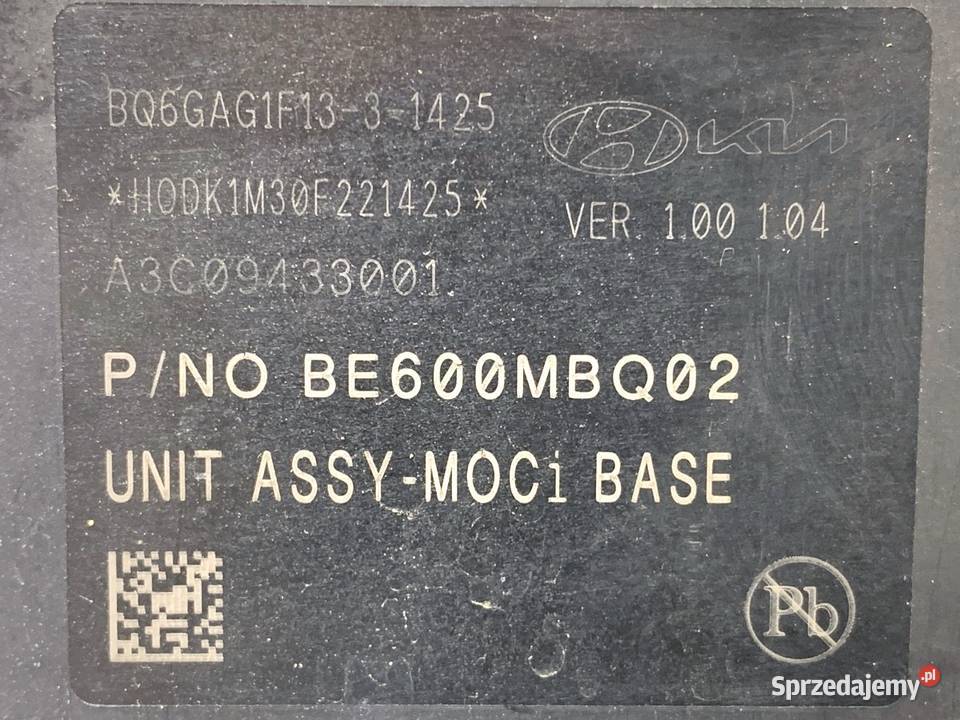 BQ6GAG1F13-3-1425
KIA
*HODK1M30F221425*
VER. 1.00 1.04
A3C09433001
P/NO BE600MBQ02
UNIT ASSY-MOCi BASE
Pb
Sprzedajemy.pl